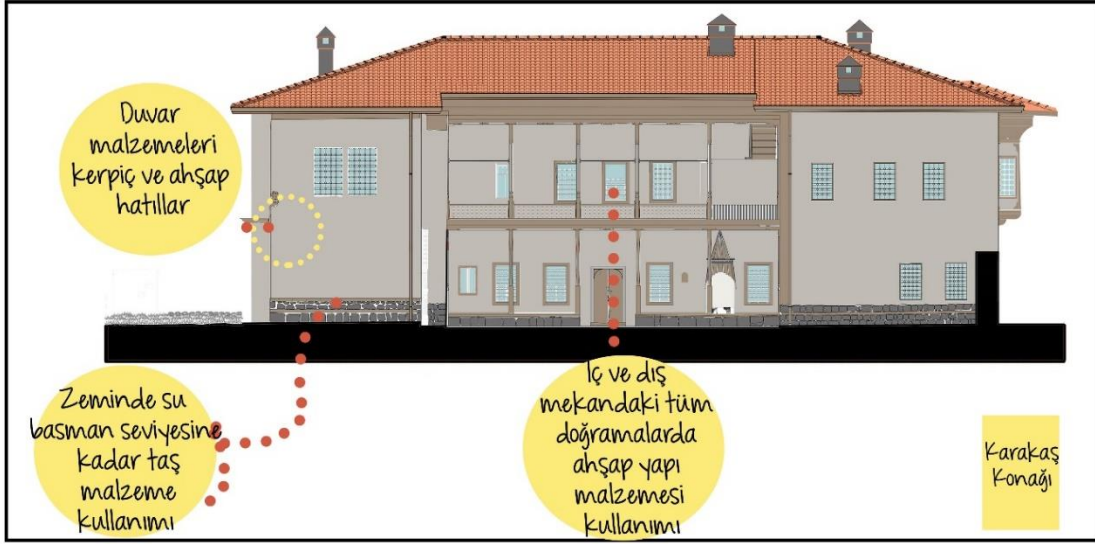 Duvar
malzemeleri
kerpiç ve ahşap
hatıllar
Zeminde su
basman seviyesine
kadar taş
malzeme
kullanımı
İç ve dış
mekandaki tüm
doğramalarda
ahşap yapı
malzemesi
kullanımı
Karakaş
Konağı